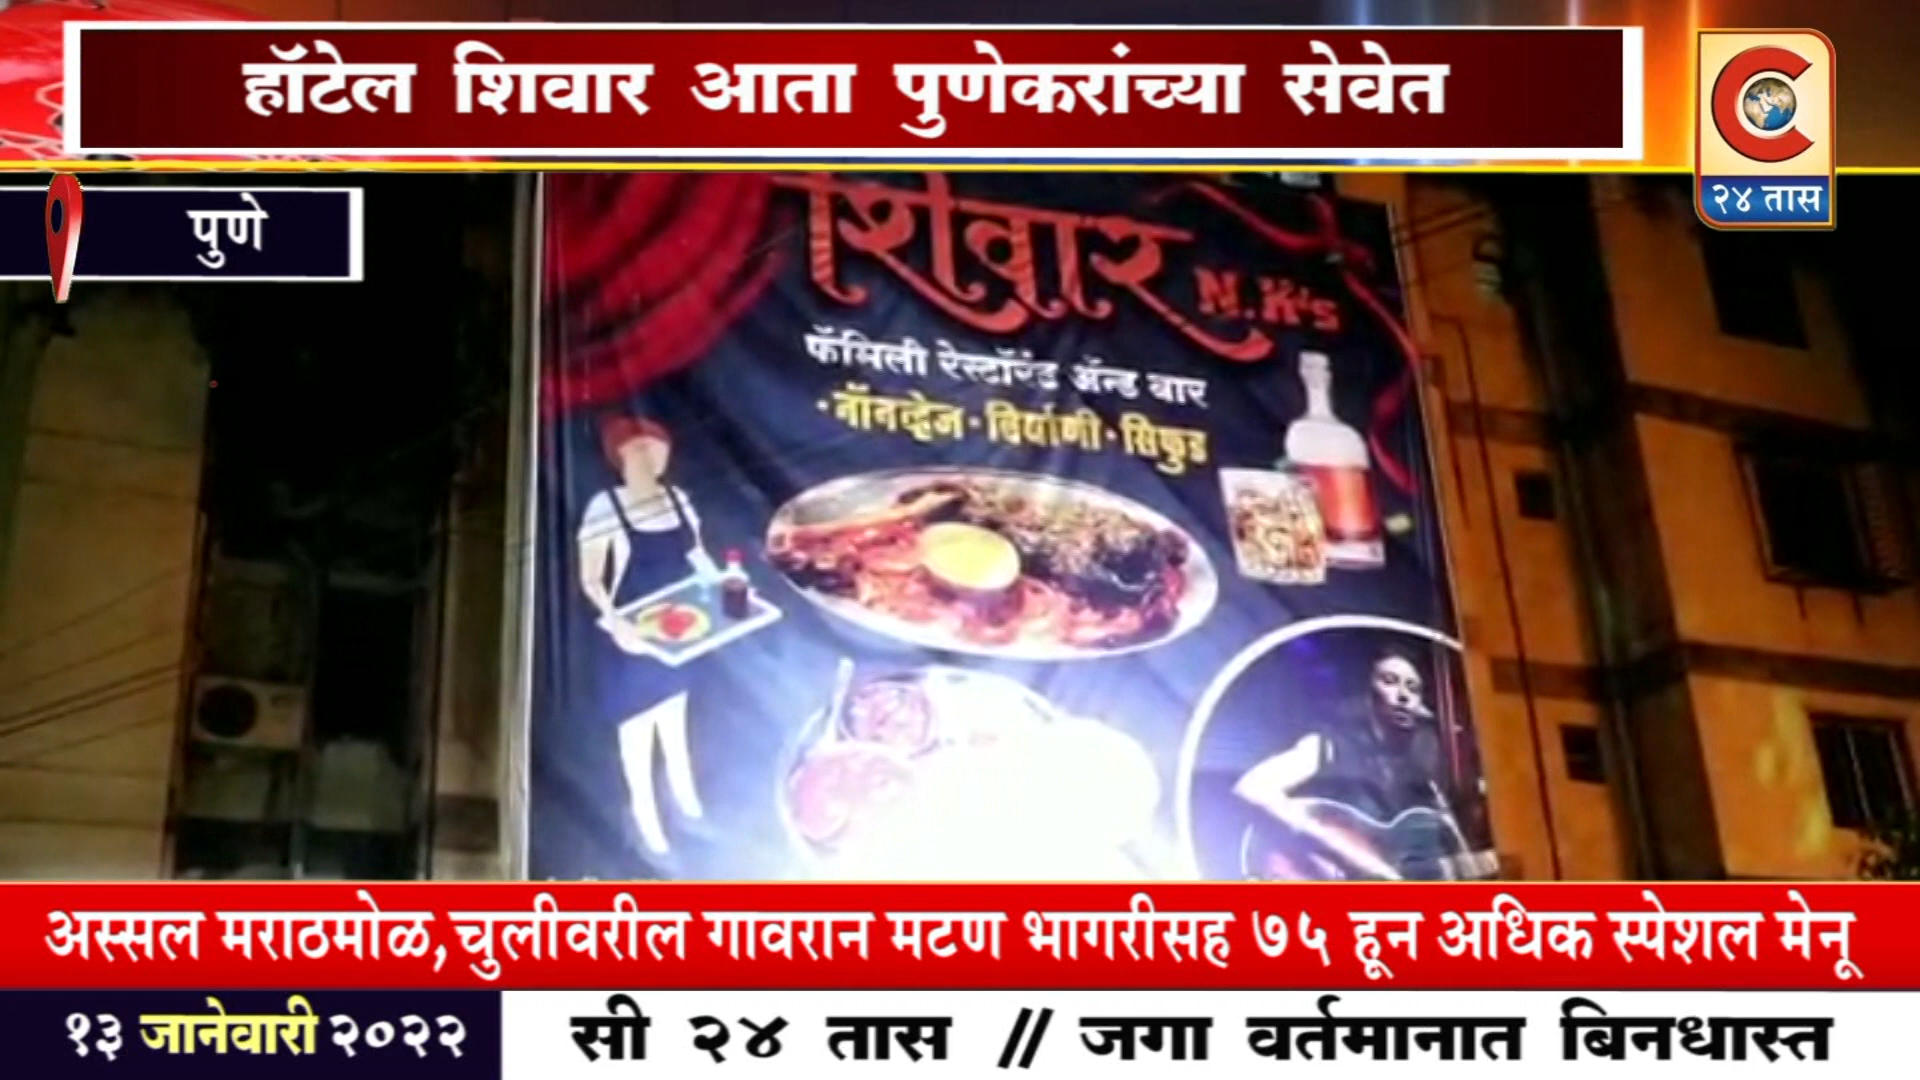 हॉटेल शिवार आता पुणेकरांच्या सेवेत
C
२४ तास
पुणे
शिवार N.K's
फॅमिली रेस्टॉरंड ॲन्ड बार
• नॉनव्हेज • बिर्याणी • सिफुड
अस्सल मराठमोळ,चुलीवरील गावरान मटण भागरीसह ७५ हून अधिक स्पेशल मेनू
१३ जानेवारी २०२२
सी २४ तास // जगा वर्तमानात बिनधास्त